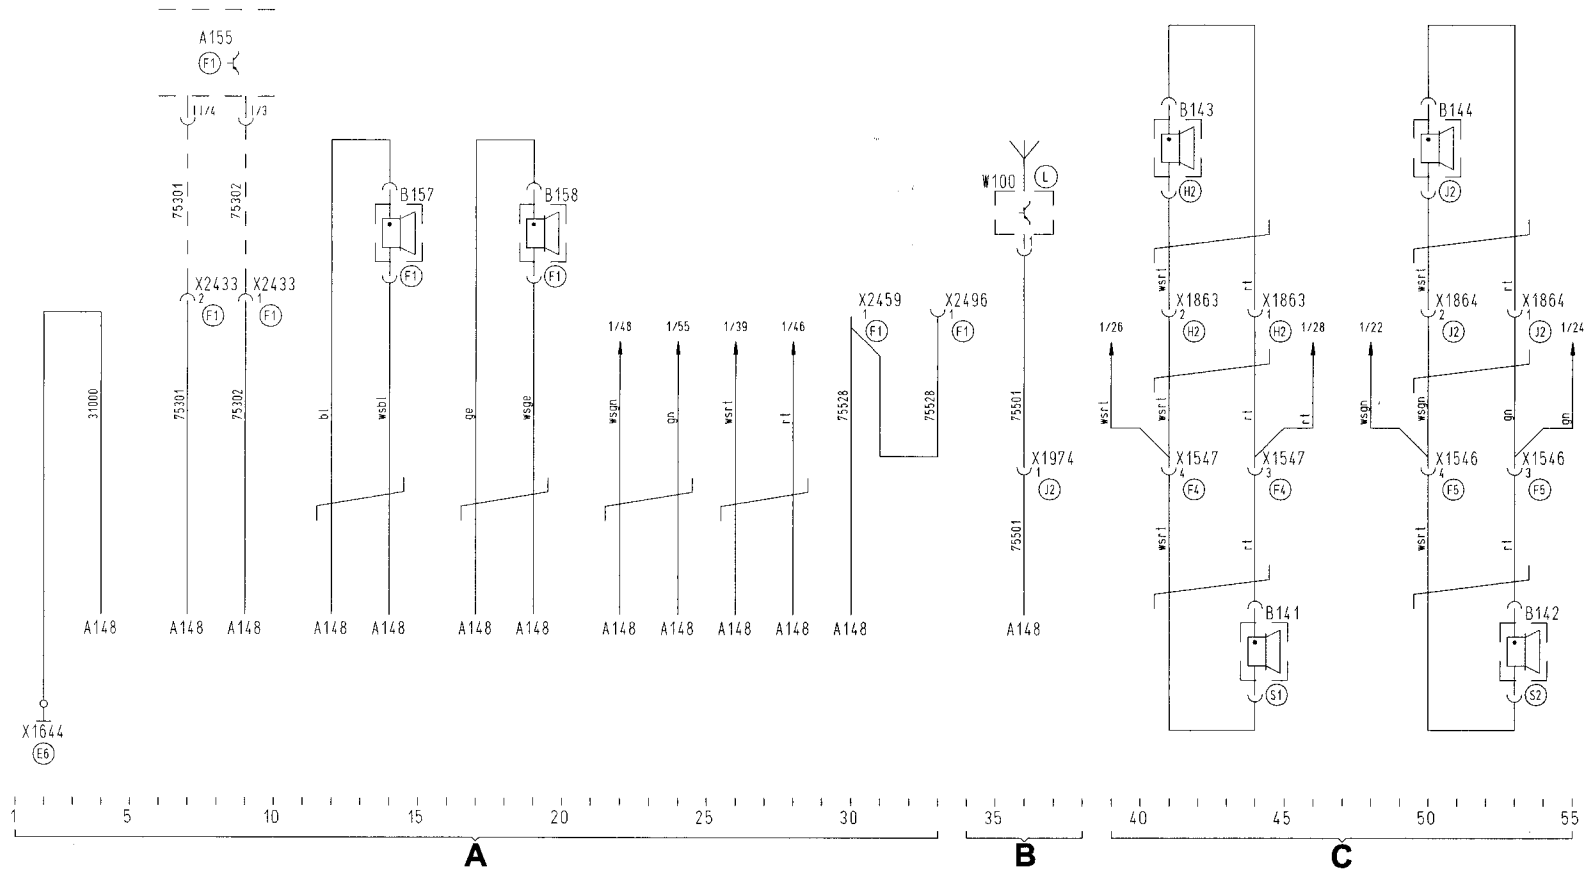 A155
F1
1/4 1/3
75301 75302
X2433 X2433
2 1
F1 F1
75301 75302
31000
X1644
E6
B157 B158
F1 F1
bl wsbl ge wsge
1/48 1/55 1/39 1/46
wsgn gn wsrt rt
X2459 X2496
1 1
F1 F1
75528 75528
W100 L
1
75501
X1974
1
J2
75501
B143 B144
H2 J2
wsrt rt wsrt rt
X1863 X1863 X1864 X1864
2 1 2 1
H2 H2 J2 J2
1/26 1/28 1/22 1/24
wsrt wsrt rt rt wsgn wsgn gn gn
X1547 X1547 X1546 X1546
4 3 4 3
F4 F4 F5 F5
wsrt rt wsrt rt
B141 B142
S1 S2
A148 A148 A148 A148 A148 A148 A148 A148 A148 A148 A148 A148 A148
1 5 10 15 20 25 30 35 40 45 50 55
A B C